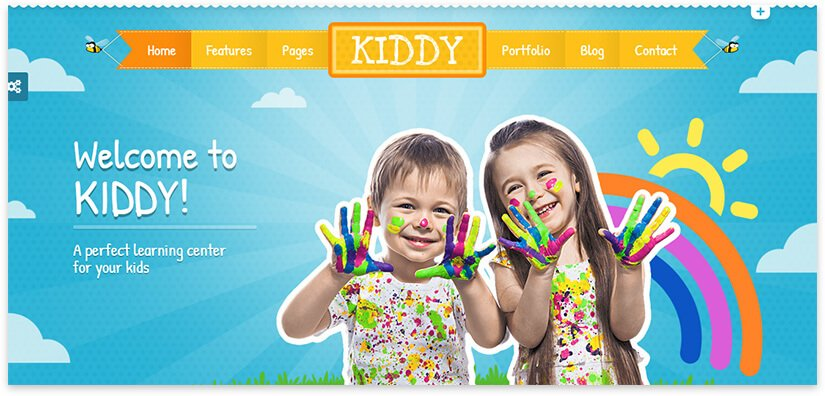 Home Features Pages KIDDY Portfolio Blog Contact
Welcome to
KIDDY!
A perfect learning center
for your kids